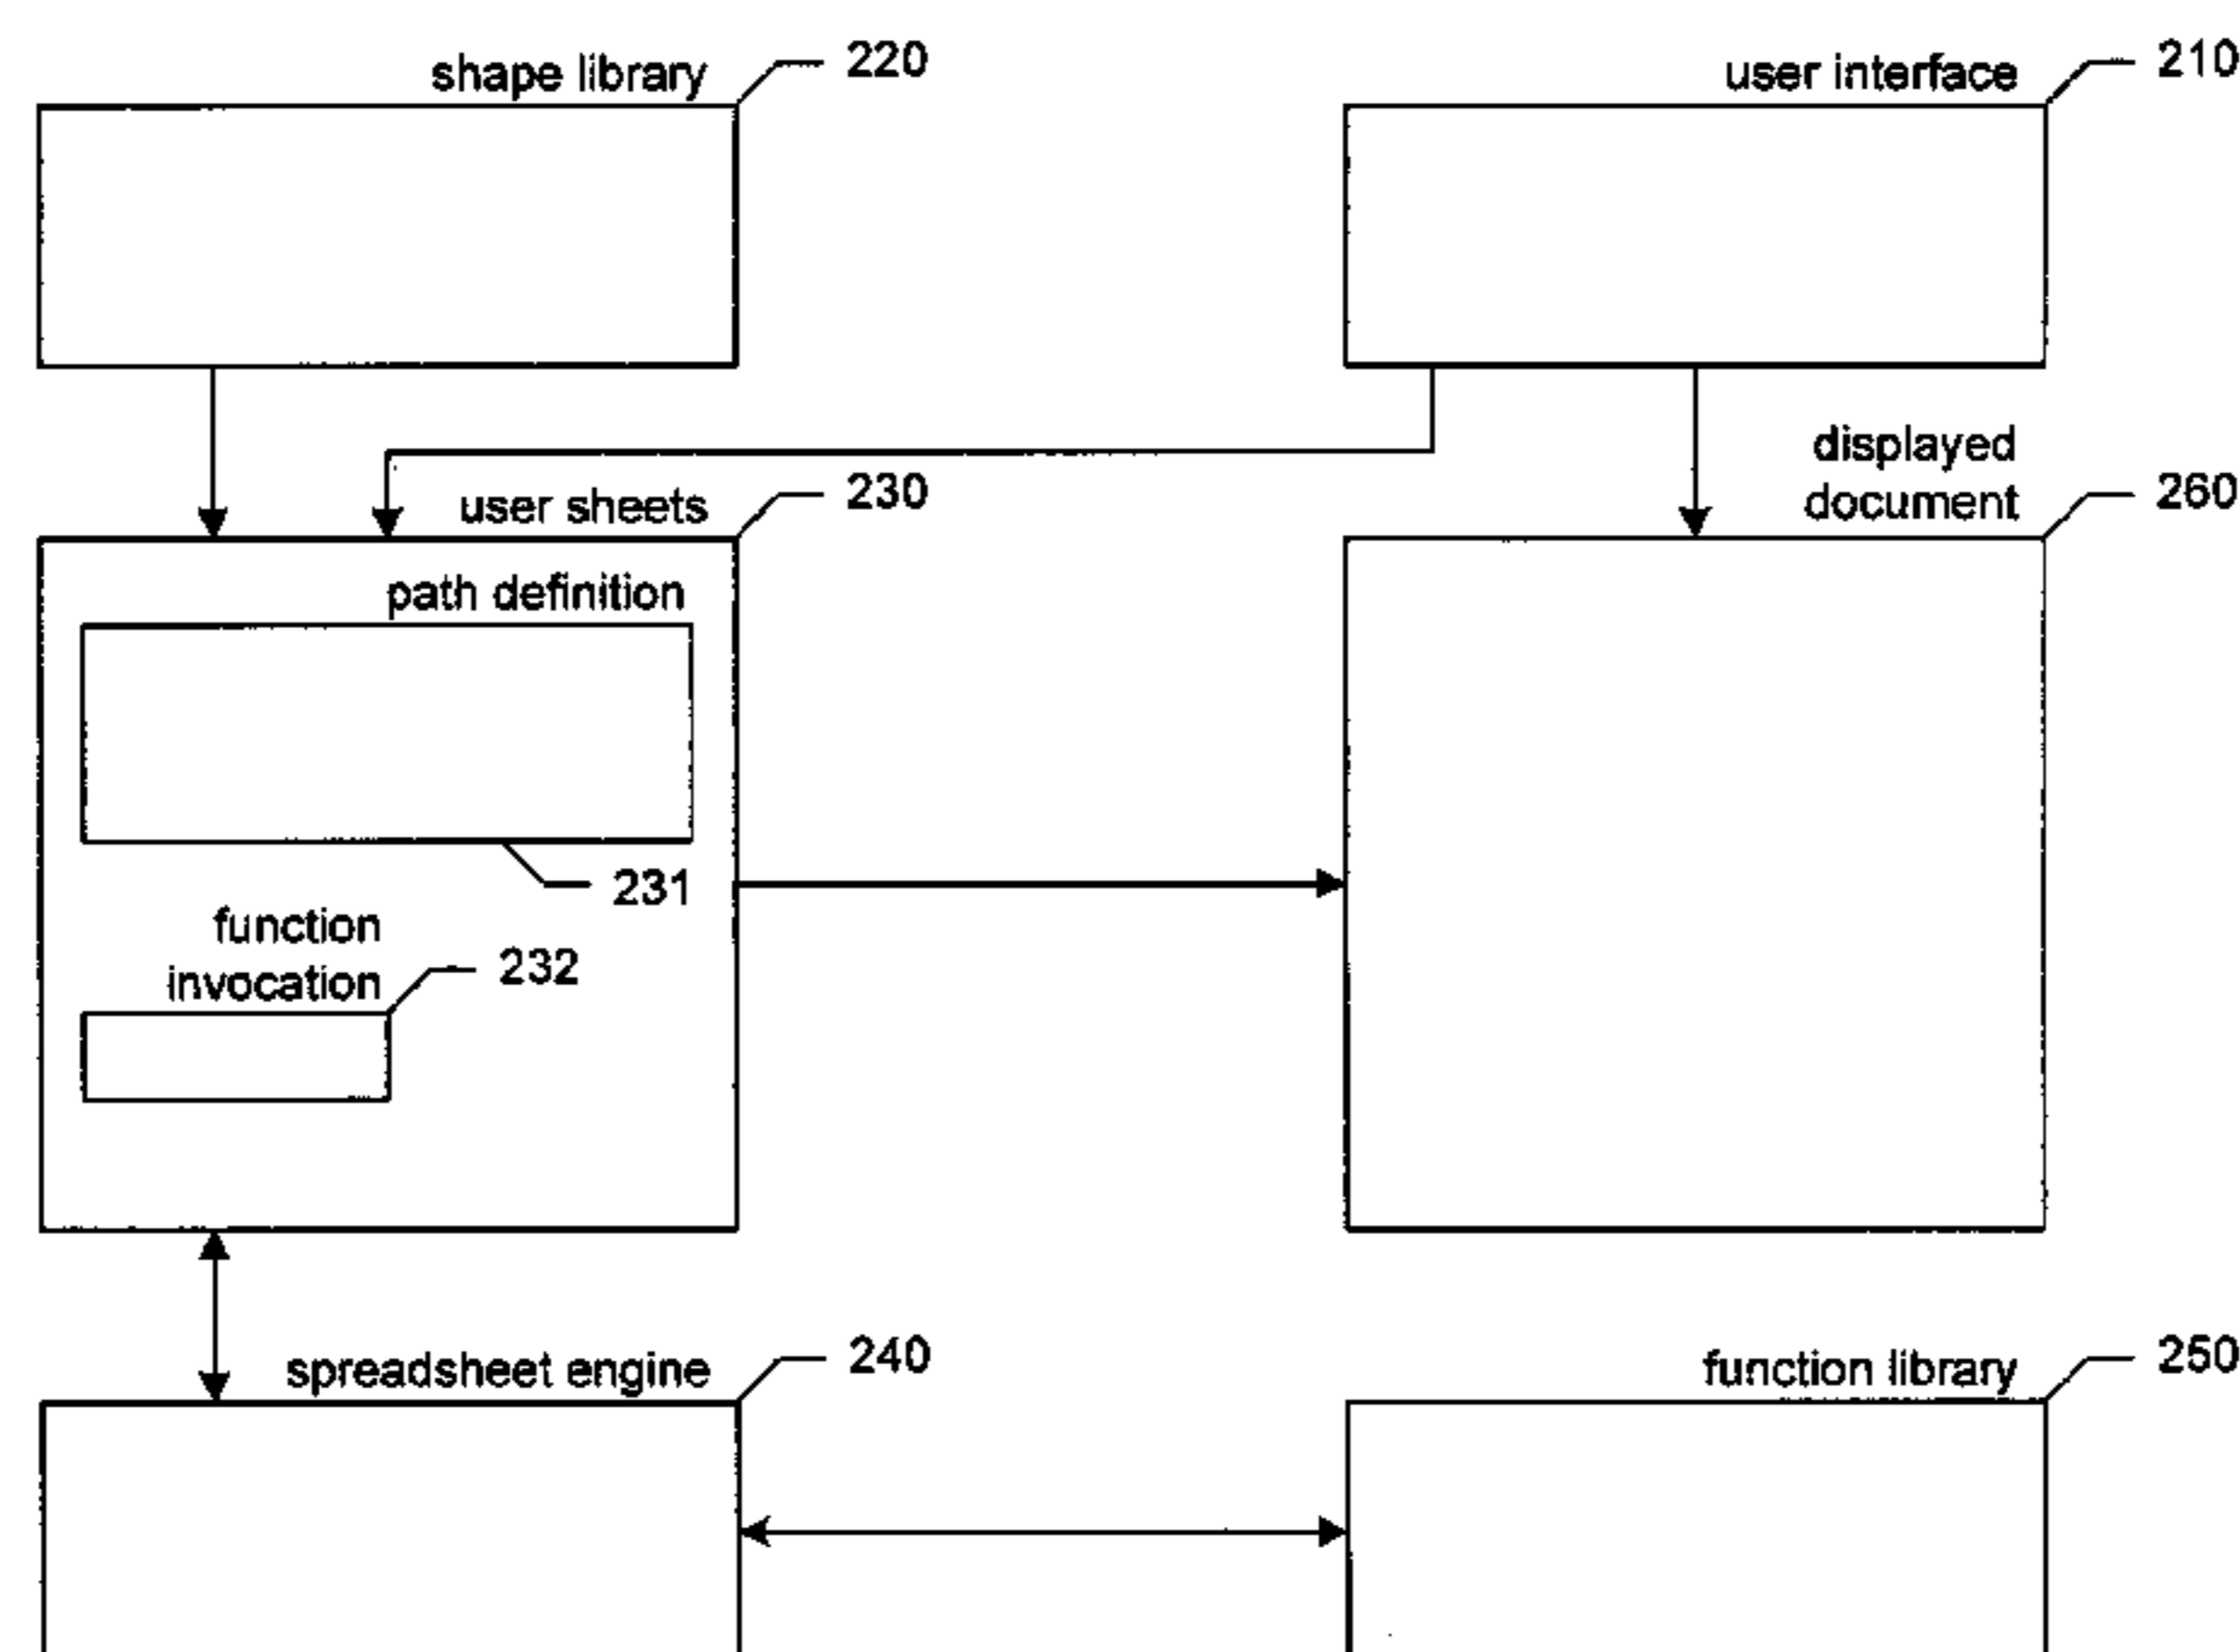 shape library
220
user interface
210
displayed
document
260
user sheets
230
path definition
231
function
invocation
232
spreadsheet engine
240
function library
250